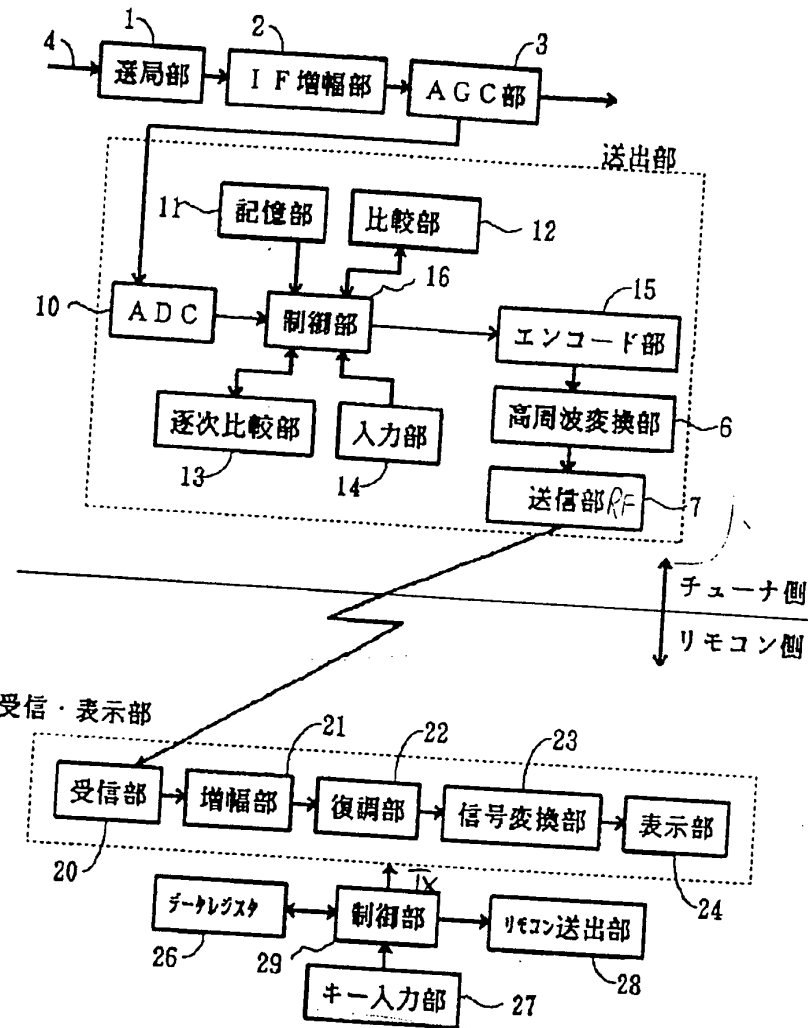 1
2
3
4
選局部
IF増幅部
AGC部
送出部
11
記憶部
比較部
12
16
15
10
ADC
制御部
エンコード部
逐次比較部
入力部
高周波変換部
6
13
14
送信部 RF
7
チューナ側
リモコン側
受信・表示部
21
22
23
受信部
増幅部
復調部
信号変換部
表示部
20
TX
24
データレジスタ
制御部
リモコン送出部
26
29
28
キー入力部
27